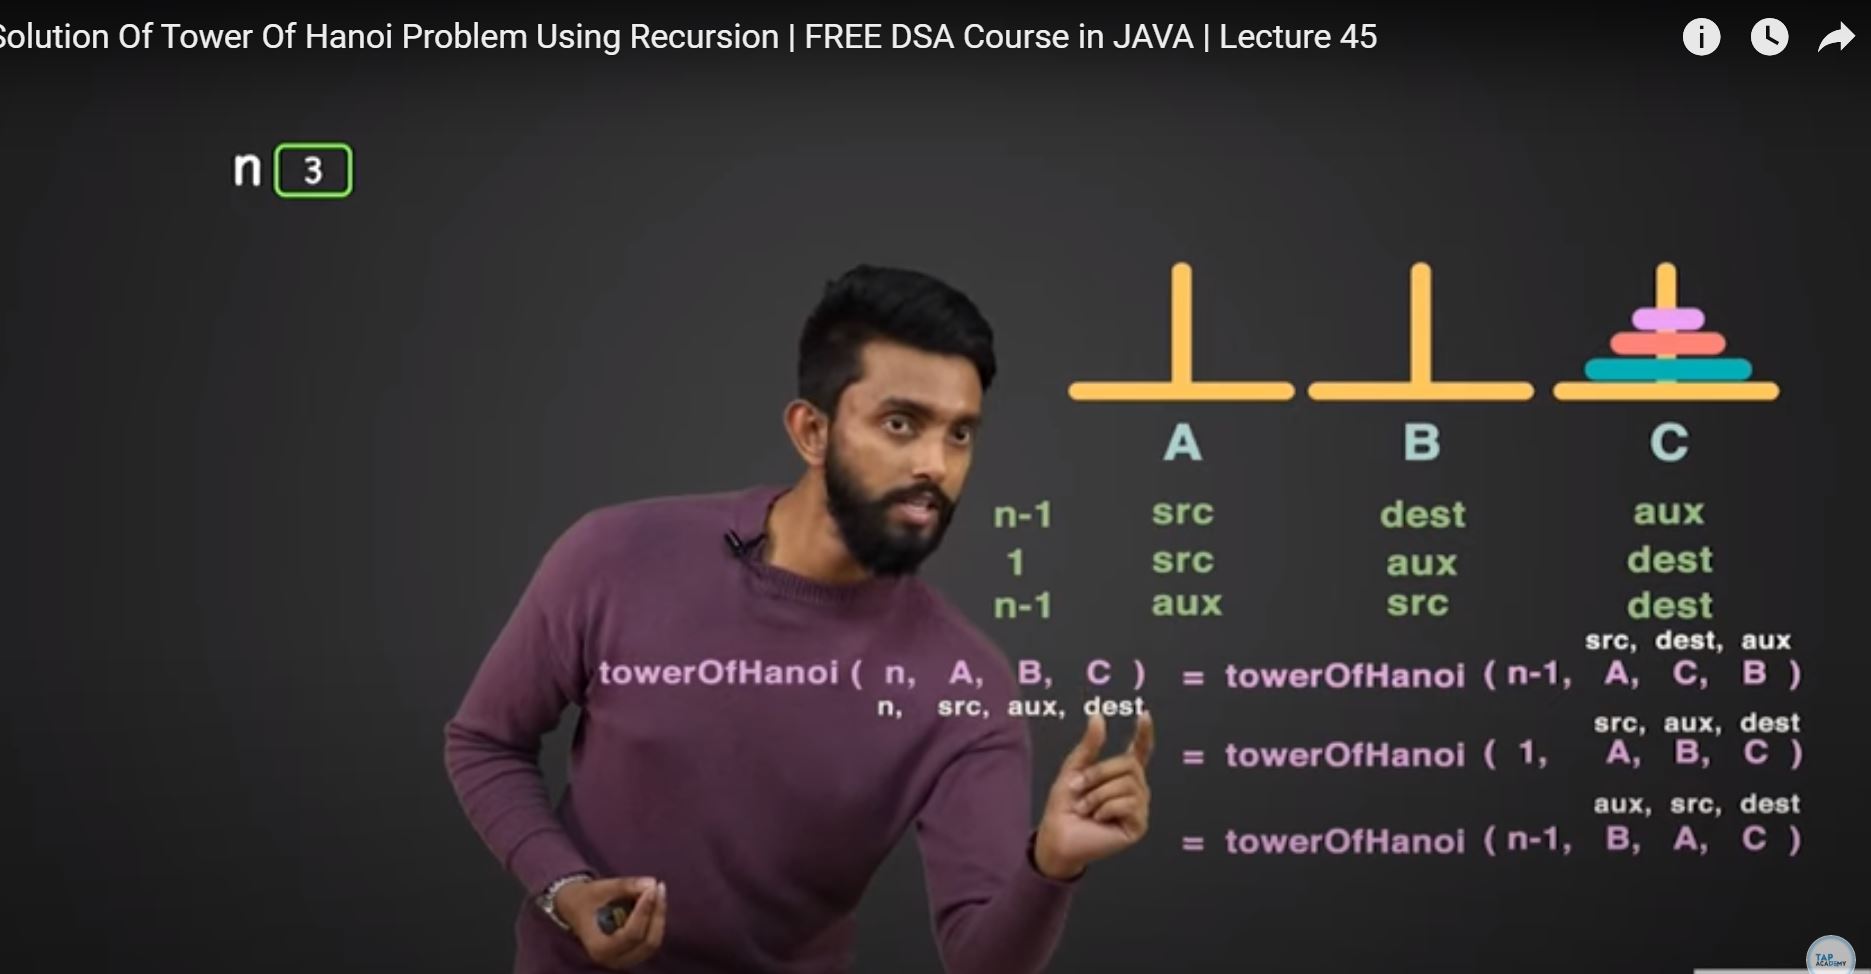 Solution Of Tower Of Hanoi Problem Using Recursion | FREE DSA Course in JAVA | Lecture 45
n 3
A B C
n-1 src dest aux
1 src aux dest
n-1 aux src dest
src, dest, aux
towerOfHanoi ( n, A, B, C ) = towerOfHanoi ( n-1, A, C, B )
n, src, aux, dest
src, aux, dest
= towerOfHanoi ( 1, A, B, C )
aux, src, dest
= towerOfHanoi ( n-1, B, A, C )
TAP
ACADEMY